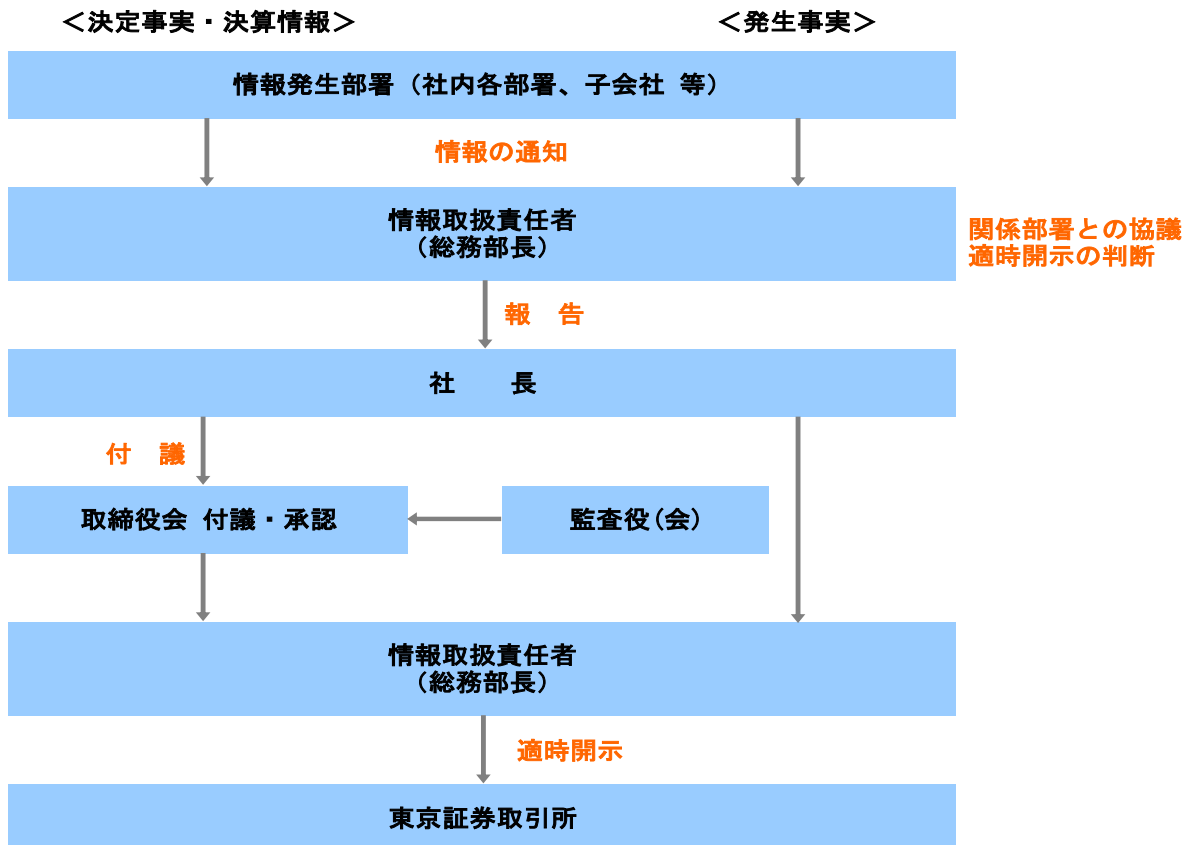 ＜決定事実・決算情報＞
＜発生事実＞
情報発生部署（社内各部署、子会社 等）
情報の通知
情報取扱責任者
（総務部長）
関係部署との協議
適時開示の判断
報　告
社　　長
付　議
取締役会 付議・承認
監査役（会）
情報取扱責任者
（総務部長）
適時開示
東京証券取引所